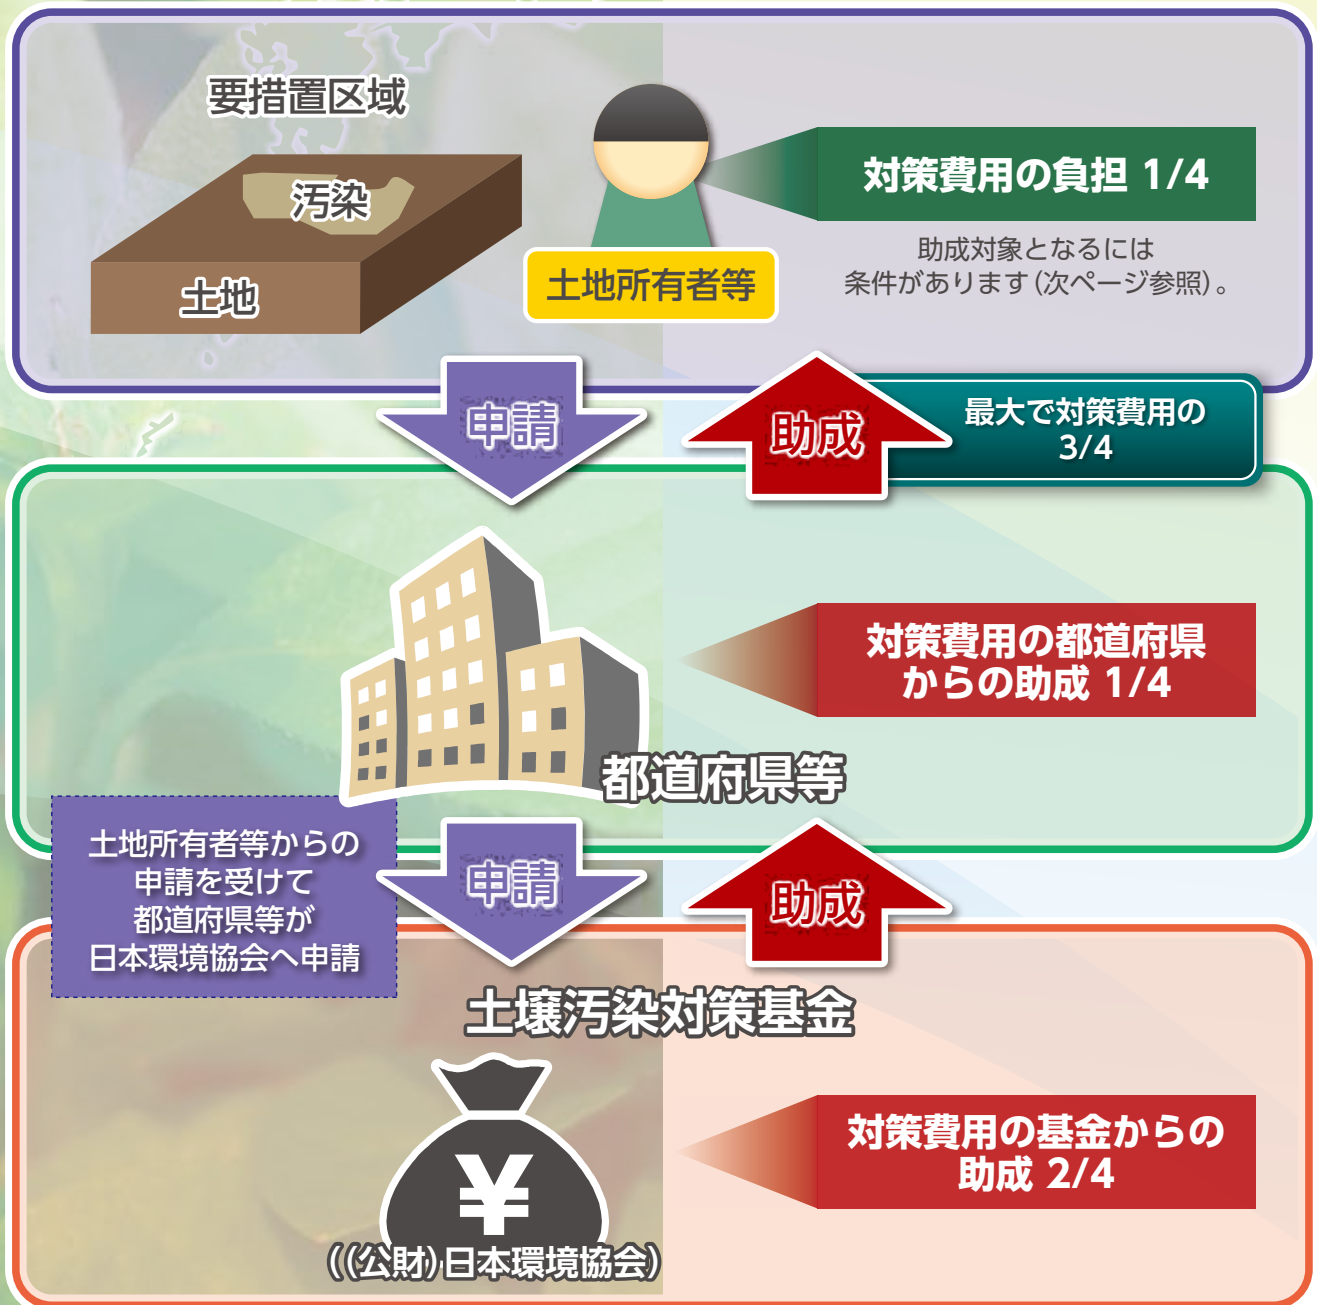 要措置区域
汚染
土地
土地所有者等
対策費用の負担 1/4
助成対象となるには
条件があります(次ページ参照)。
申請
助成
最大で対策費用の
3/4
対策費用の都道府県
からの助成 1/4
都道府県等
土地所有者等からの
申請を受けて
都道府県等が
日本環境協会へ申請
申請
助成
土壌汚染対策基金
¥
((公財)日本環境協会)
対策費用の基金からの
助成 2/4